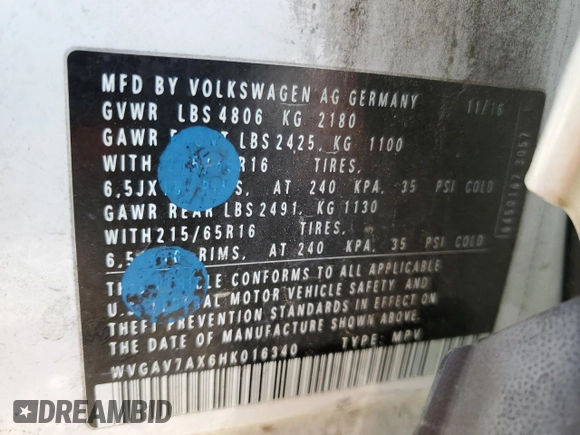 MFD BY VOLKSWAGEN AG GERMANY 11/16
GVWR LBS 4806 KG 2180
GAWR LBS 2425, KG 1100
WITH R16 TIRES,
6,5JX AT 240 KPA, 35 PSI COLD
GAWR REAR LBS 2491, KG 1130
WITH 215/65R16 TIRES,
RIMS, AT 240 KPA, 35 PSI COLD
CONFORMS TO ALL APPLICABLE
MOTOR VEHICLE SAFETY AND
THEFT PREVENTION STANDARDS IN EFFECT ON
THE DATE OF MANUFACTURE SHOWN ABOVE.
WVGAV7AX6HK016340 TYPE: MPV
DREAMBID